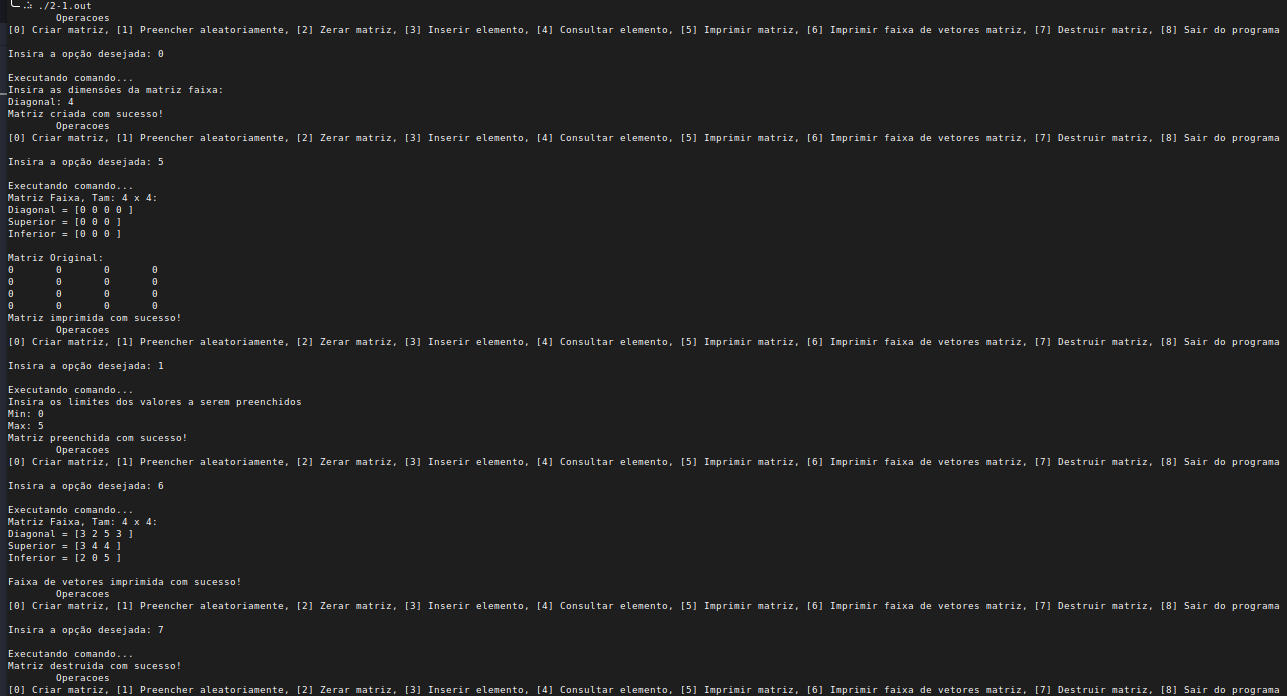 ./2-1.out
Operacoes
[0] Criar matriz, [1] Preencher aleatoriamente, [2] Zerar matriz, [3] Inserir elemento, [4] Consultar elemento, [5] Imprimir matriz, [6] Imprimir faixa de vetores matriz, [7] Destruir matriz, [8] Sair do programa
Insira a opção desejada: 0
Executando comando...
Insira as dimensões da matriz faixa:
Diagonal: 4
Matriz criada com sucesso!
Operacoes
[0] Criar matriz, [1] Preencher aleatoriamente, [2] Zerar matriz, [3] Inserir elemento, [4] Consultar elemento, [5] Imprimir matriz, [6] Imprimir faixa de vetores matriz, [7] Destruir matriz, [8] Sair do programa
Insira a opção desejada: 5
Executando comando...
Matriz Faixa, Tam: 4 x 4:
Diagonal = [0 0 0 0 ]
Superior = [0 0 0 ]
Inferior = [0 0 0 ]
Matriz Original:
0 0 0 0
0 0 0 0
0 0 0 0
0 0 0 0
Matriz imprimida com sucesso!
Operacoes
[0] Criar matriz, [1] Preencher aleatoriamente, [2] Zerar matriz, [3] Inserir elemento, [4] Consultar elemento, [5] Imprimir matriz, [6] Imprimir faixa de vetores matriz, [7] Destruir matriz, [8] Sair do programa
Insira a opção desejada: 1
Executando comando...
Insira os limites dos valores a serem preenchidos
Min: 0
Max: 5
Matriz preenchida com sucesso!
Operacoes
[0] Criar matriz, [1] Preencher aleatoriamente, [2] Zerar matriz, [3] Inserir elemento, [4] Consultar elemento, [5] Imprimir matriz, [6] Imprimir faixa de vetores matriz, [7] Destruir matriz, [8] Sair do programa
Insira a opção desejada: 6
Executando comando...
Matriz Faixa, Tam: 4 x 4:
Diagonal = [3 2 5 3 ]
Superior = [3 4 4 ]
Inferior = [2 0 5 ]
Faixa de vetores imprimida com sucesso!
Operacoes
[0] Criar matriz, [1] Preencher aleatoriamente, [2] Zerar matriz, [3] Inserir elemento, [4] Consultar elemento, [5] Imprimir matriz, [6] Imprimir faixa de vetores matriz, [7] Destruir matriz, [8] Sair do programa
Insira a opção desejada: 7
Executando comando...
Matriz destruida com sucesso!
Operacoes
[0] Criar matriz, [1] Preencher aleatoriamente, [2] Zerar matriz, [3] Inserir elemento, [4] Consultar elemento, [5] Imprimir matriz, [6] Imprimir faixa de vetores matriz, [7] Destruir matriz, [8] Sair do programa